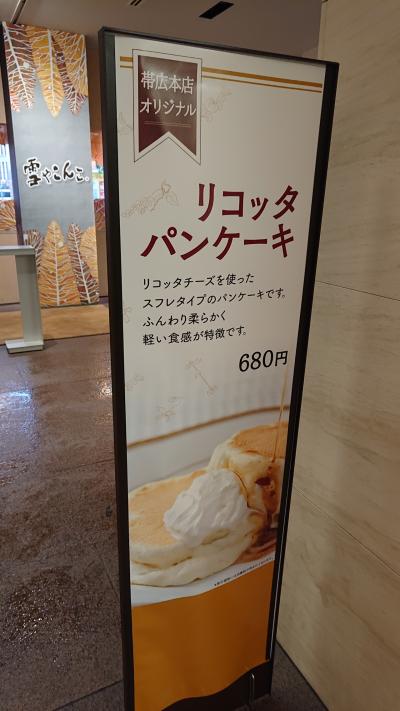 帯広本店
オリジナル
雪やこんこ。
リコッタ
パンケーキ
リコッタチーズを使った
スフレタイプのパンケーキです。
ふんわり柔らかく
軽い食感が特徴です。
680円